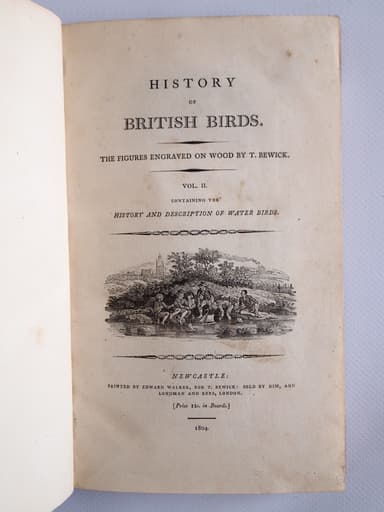 HISTORY
OF
BRITISH BIRDS.
THE FIGURES ENGRAVED ON WOOD BY T. BEWICK.
VOL. II.
CONTAINING THE
HISTORY AND DESCRIPTION OF WATER BIRDS.
NEWCASTLE:
PRINTED BY EDWARD WALKER, FOR T. BEWICK: SOLD BY HIM, AND
LONGMAN AND REES, LONDON.
[Price 18s. in Boards.]
1804.